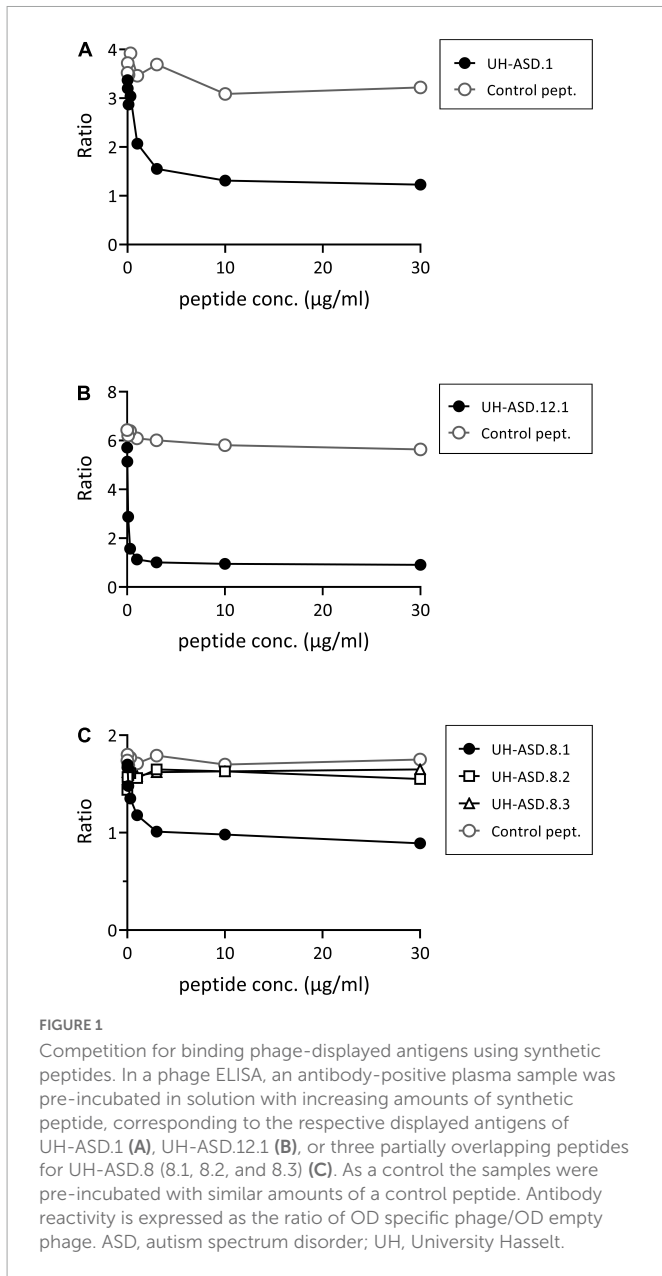 A
4
3
2
1
0
Ratio
0 10 20 30
peptide conc. (µg/ml)
UH-ASD.1
Control pept.
B
8
6
4
2
0
Ratio
0 10 20 30
peptide conc. (µg/ml)
UH-ASD.12.1
Control pept.
C
2
1
0
Ratio
0 10 20 30
peptide conc. (µg/ml)
UH-ASD.8.1
UH-ASD.8.2
UH-ASD.8.3
Control pept.
FIGURE 1
Competition for binding phage-displayed antigens using synthetic
peptides. In a phage ELISA, an antibody-positive plasma sample was
pre-incubated in solution with increasing amounts of synthetic
peptide, corresponding to the respective displayed antigens of
UH-ASD.1 (A), UH-ASD.12.1 (B), or three partially overlapping peptides
for UH-ASD.8 (8.1, 8.2, and 8.3) (C). As a control the samples were
pre-incubated with similar amounts of a control peptide. Antibody
reactivity is expressed as the ratio of OD specific phage/OD empty
phage. ASD, autism spectrum disorder; UH, University Hasselt.